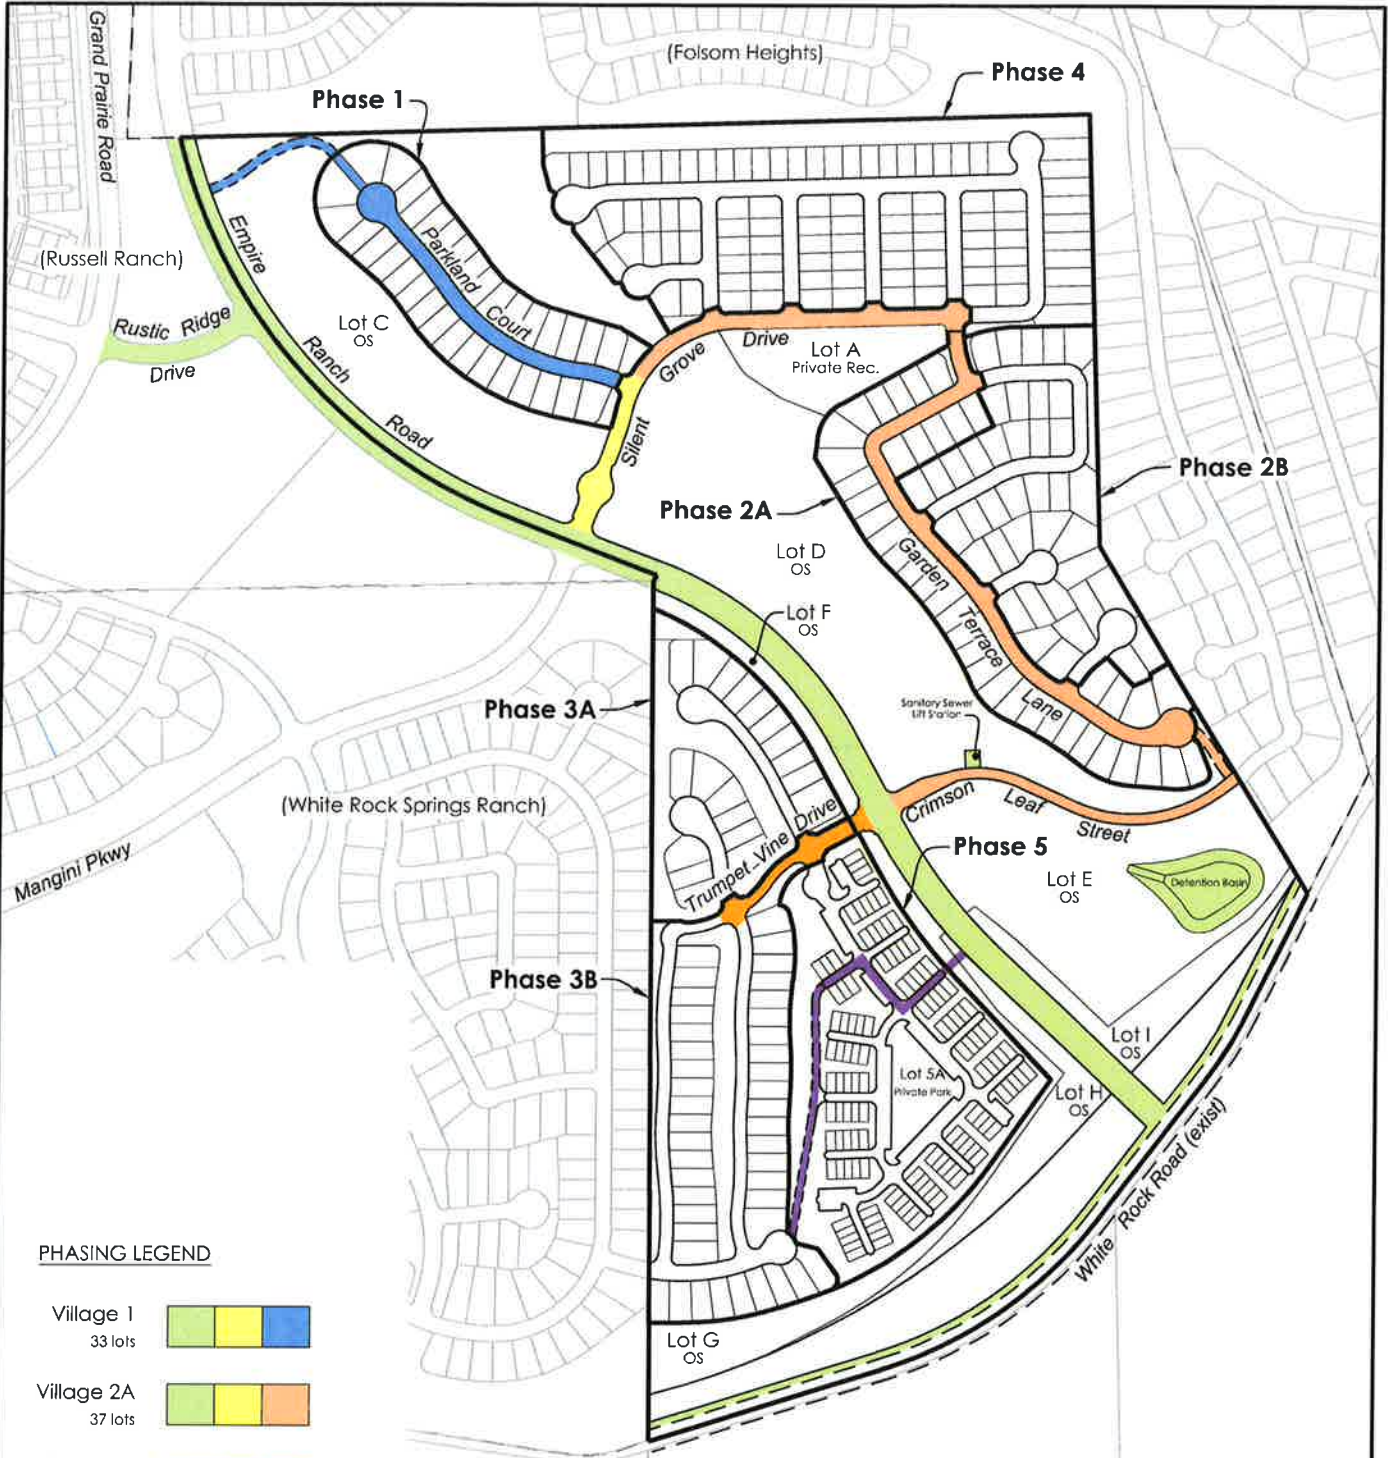 Grand Prairie Road
(Folsom Heights)
Phase 4
Phase 1
Empire
Ranch
Road
(Russell Ranch)
Parkland
Court
Rustic Ridge
Drive
Lot C
OS
Grove
Drive
Silent
Lot A
Private Rec.
Phase 2B
Phase 2A
Lot D
OS
Garden
Terrace
Lane
Lot F
OS
Phase 3A
Sanitary Sewer
Lift Station
(White Rock Springs Ranch)
Trumpet Vine Drive
Crimson
Leaf
Street
Mangini Pkwy
Phase 5
Lot E
OS
Detention Basin
Phase 3B
Lot I
OS
Lot 5A
Private Park
Lot H
OS
White Rock Road (exist)
PHASING LEGEND
Village 1
33 lots
Lot G
OS
Village 2A
37 lots